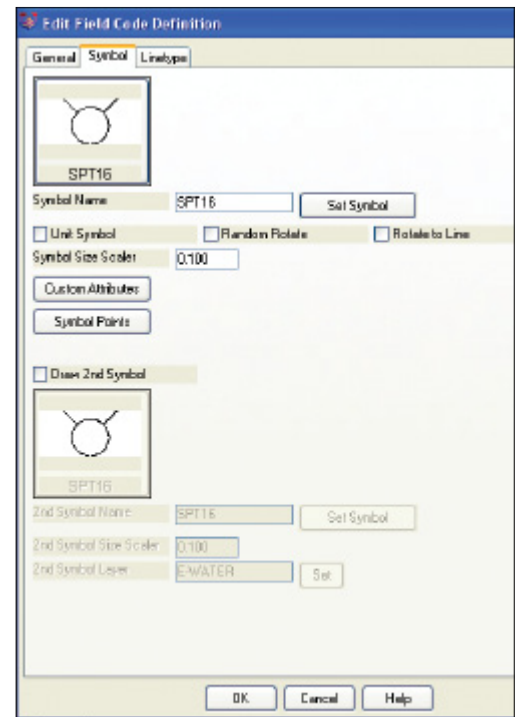 Edit Field Code Definition
General Symbol Linetype
SPT16
Symbol Name SPT16 Set Symbol
Unit Symbol Random Rotate Rotate to Line
Symbol Size Scaler 0.100
Custom Attributes
Symbol Points
Draw 2nd Symbol
SPT16
2nd Symbol Name SPT16 Set Symbol
2nd Symbol Size Scaler 0.100
2nd Symbol Layer E-WATER Set
OK Cancel Help